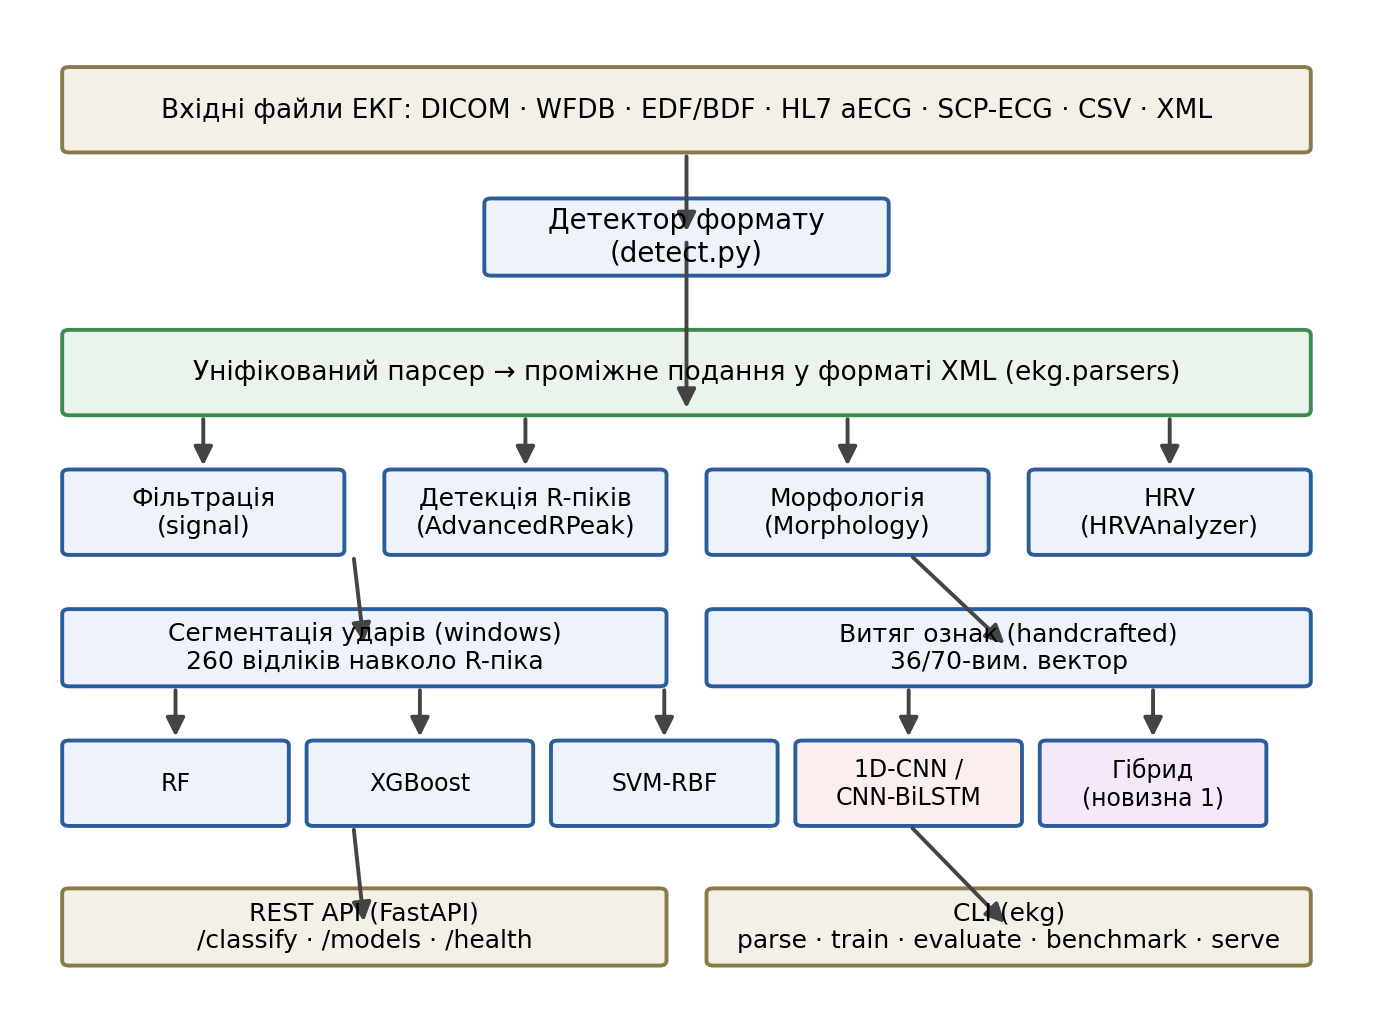 Вхідні файли ЕКГ: DICOM · WFDB · EDF/BDF · HL7 aECG · SCP-ECG · CSV · XML
Детектор формату
(detect.py)
Уніфікований парсер → проміжне подання у форматі XML (ekg.parsers)
Фільтрація
(signal)
Детекція R-піків
(AdvancedRPeak)
Морфологія
(Morphology)
HRV
(HRVAnalyzer)
Сегментація ударів (windows)
260 відліків навколо R-піка
Витяг ознак (handcrafted)
36/70-вим. вектор
RF
XGBoost
SVM-RBF
1D-CNN /
CNN-BiLSTM
Гібрид
(новизна 1)
REST API (FastAPI)
/classify · /models · /health
CLI (ekg)
parse · train · evaluate · benchmark · serve